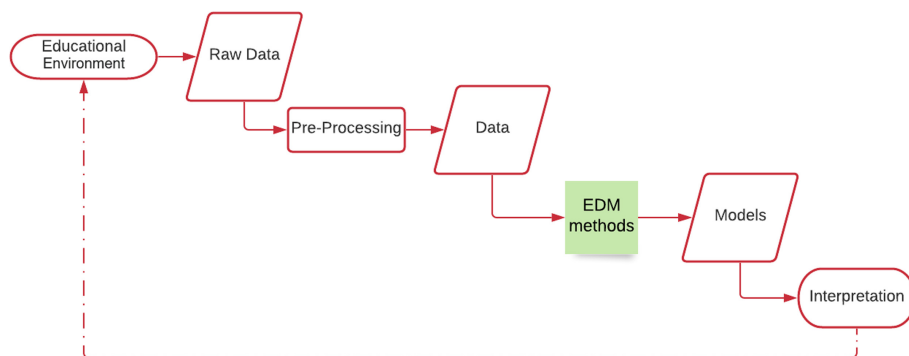 Educational
Environment
Raw Data
Pre-Processing
Data
EDM
methods
Models
Interpretation